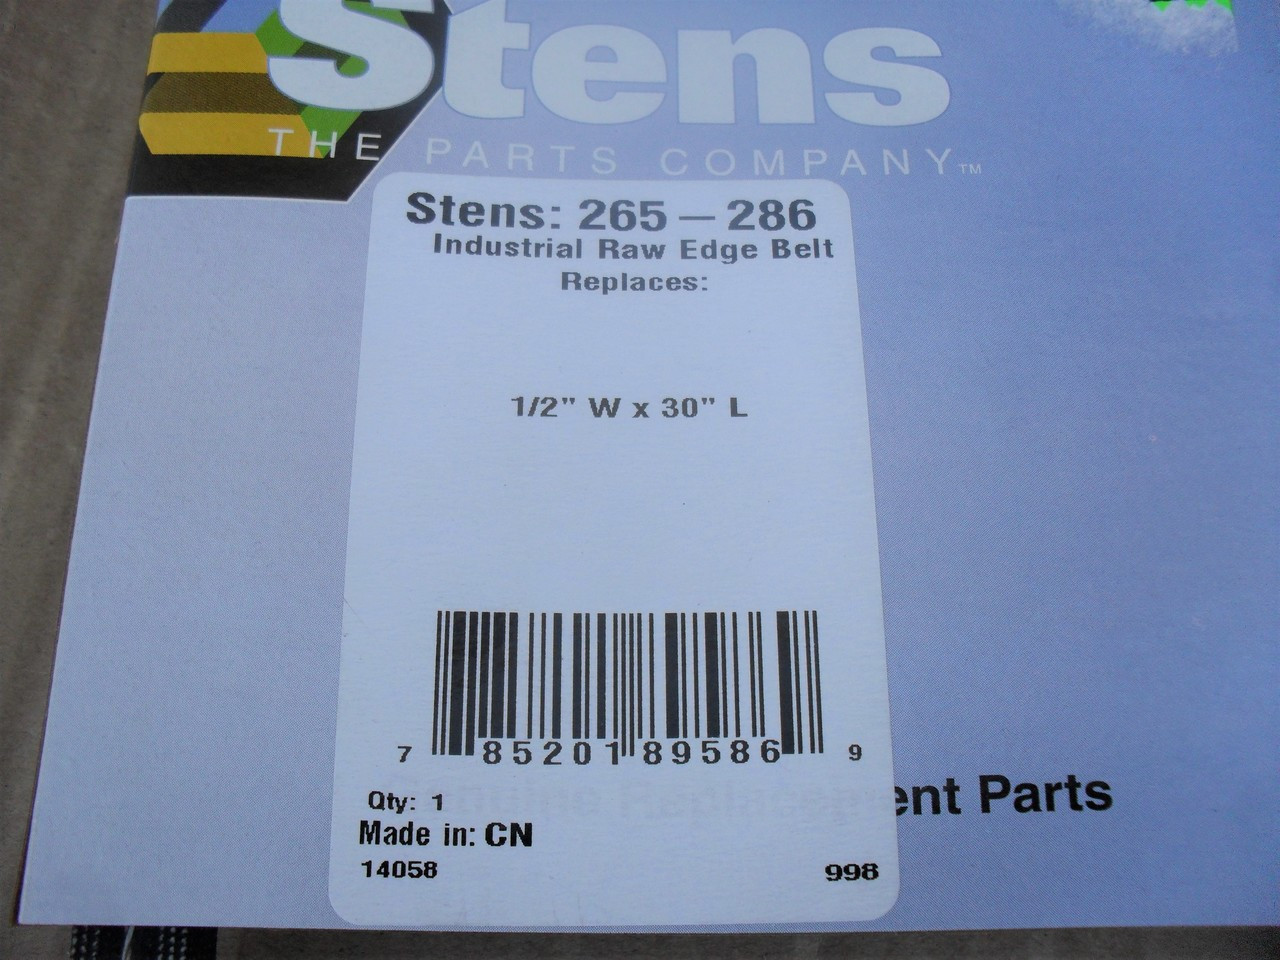 Stens
THE PARTS COMPANY™
Stens: 265 – 286
Industrial Raw Edge Belt
Replaces:
1/2" W x 30" L
7 85201 89586 9
Replacement Parts
Qty: 1
Made in: CN
14058 998